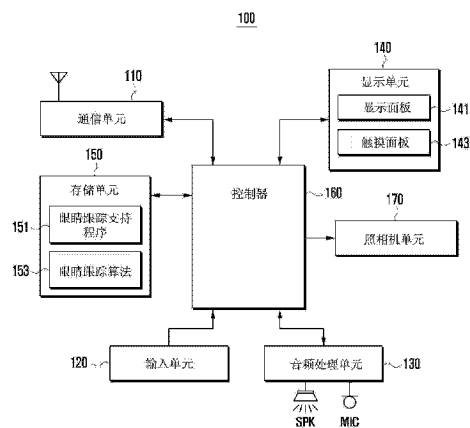 100
110
通信单元
140
显示单元
显示面板
141
触摸面板
143
150
存储单元
151
眼睛跟踪支持
程序
153
眼睛跟踪算法
控制器
160
170
照相机单元
120
输入单元
音频处理单元
130
SPK
MIC